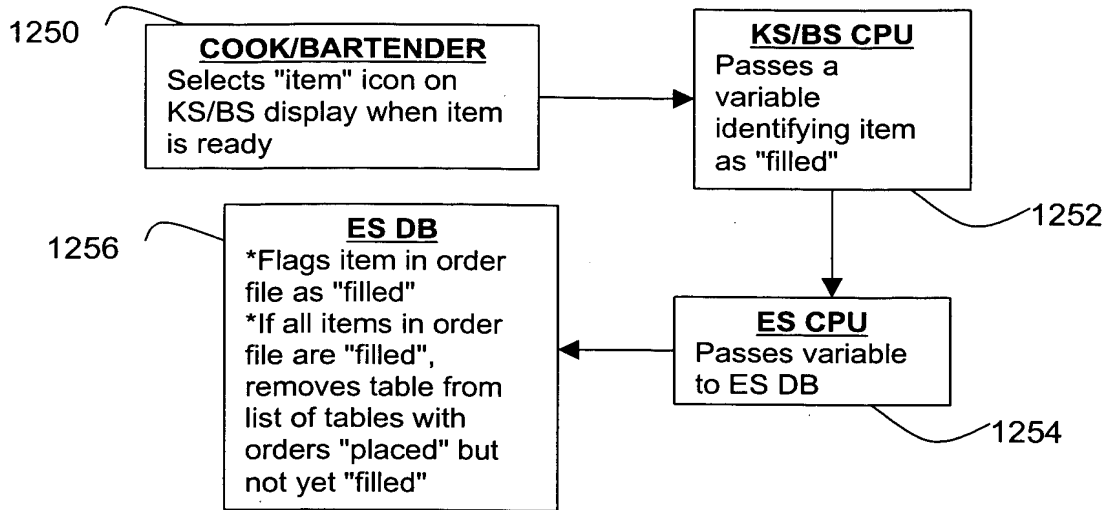 1250
COOK/BARTENDER
Selects "item" icon on
KS/BS display when item
is ready
KS/BS CPU
Passes a
variable
identifying item
as "filled"
1252
1256
ES DB
*Flags item in order
file as "filled"
*If all items in order
file are "filled",
removes table from
list of tables with
orders "placed" but
not yet "filled"
ES CPU
Passes variable
to ES DB
1254